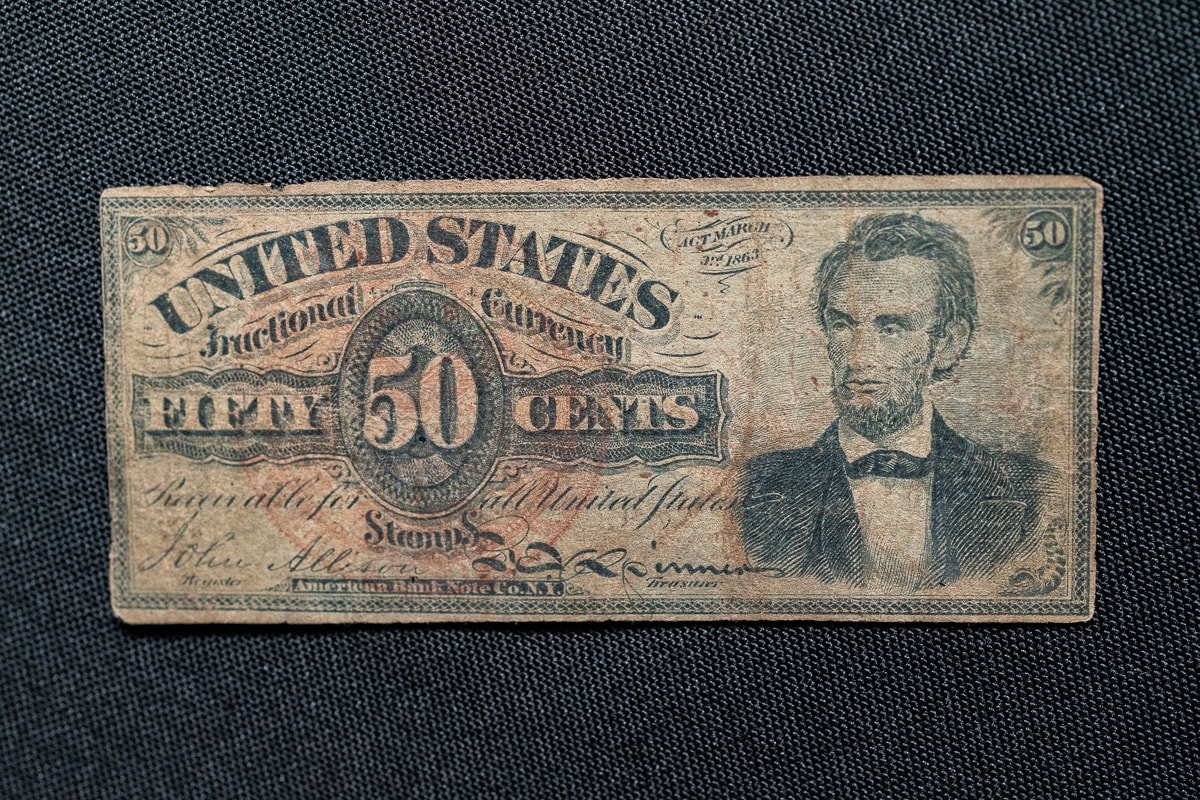 50
50
UNITED STATES
ACT MARCH
3rd 1863
Fractional Currency
FIFTY 50 CENTS
Receivable for all United States
Stamps
John Allison
Register
Treasurer
American Bank Note Co. N.Y.